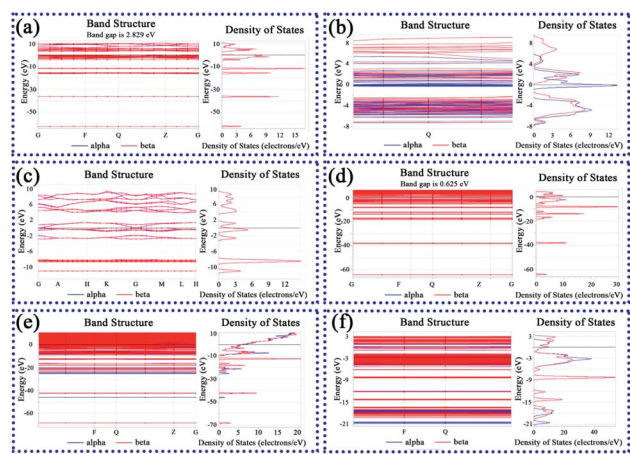 (a)
Band Structure
Band gap is 2.829 eV
Density of States
Energy (eV)
10
-10
-30
-50
G F Q Z G
0 3 6 9 12 15
alpha beta
Density of States (electrons/eV)
(b)
Band Structure
Density of States
Energy (eV)
8
4
0
-4
-8
Q
0 3 6 9 12
alpha beta
Density of States (electrons/eV)
(c)
Band Structure
Density of States
Energy (eV)
6
2
-2
-6
-10
G A H K G M L H
0 3 6 9 12 15
alpha beta
Density of States (electrons/eV)
(d)
Band Structure
Band gap is 0.625 eV
Density of States
Energy (eV)
0
-20
-40
-60
G F Q Z G
0 5 10 15 20 25 30
alpha beta
Density of States (electrons/eV)
(e)
Band Structure
Density of States
Energy (eV)
0
-20
-40
-60
10
-10
-30
-50
-70
F Q Z G
0 5 10 15 20
alpha beta
Density of States (electrons/eV)
(f)
Band Structure
Density of States
Energy (eV)
3
-3
-9
-15
-21
G F Q Z G
0 10 20 30 40 50
alpha beta
Density of States (electrons/eV)